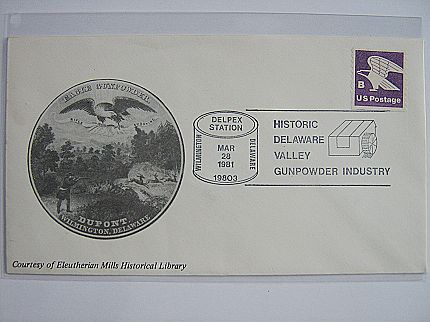 EAGLE GUNPOWDER
DUPONT
WILMINGTON, DELAWARE
Courtesy of Eleutherian Mills Historical Library
B
US Postage
DELPEX
STATION
WILMINGTON
MAR
28
1981
DELAWARE
19803
HISTORIC
DELAWARE
VALLEY
GUNPOWDER INDUSTRY